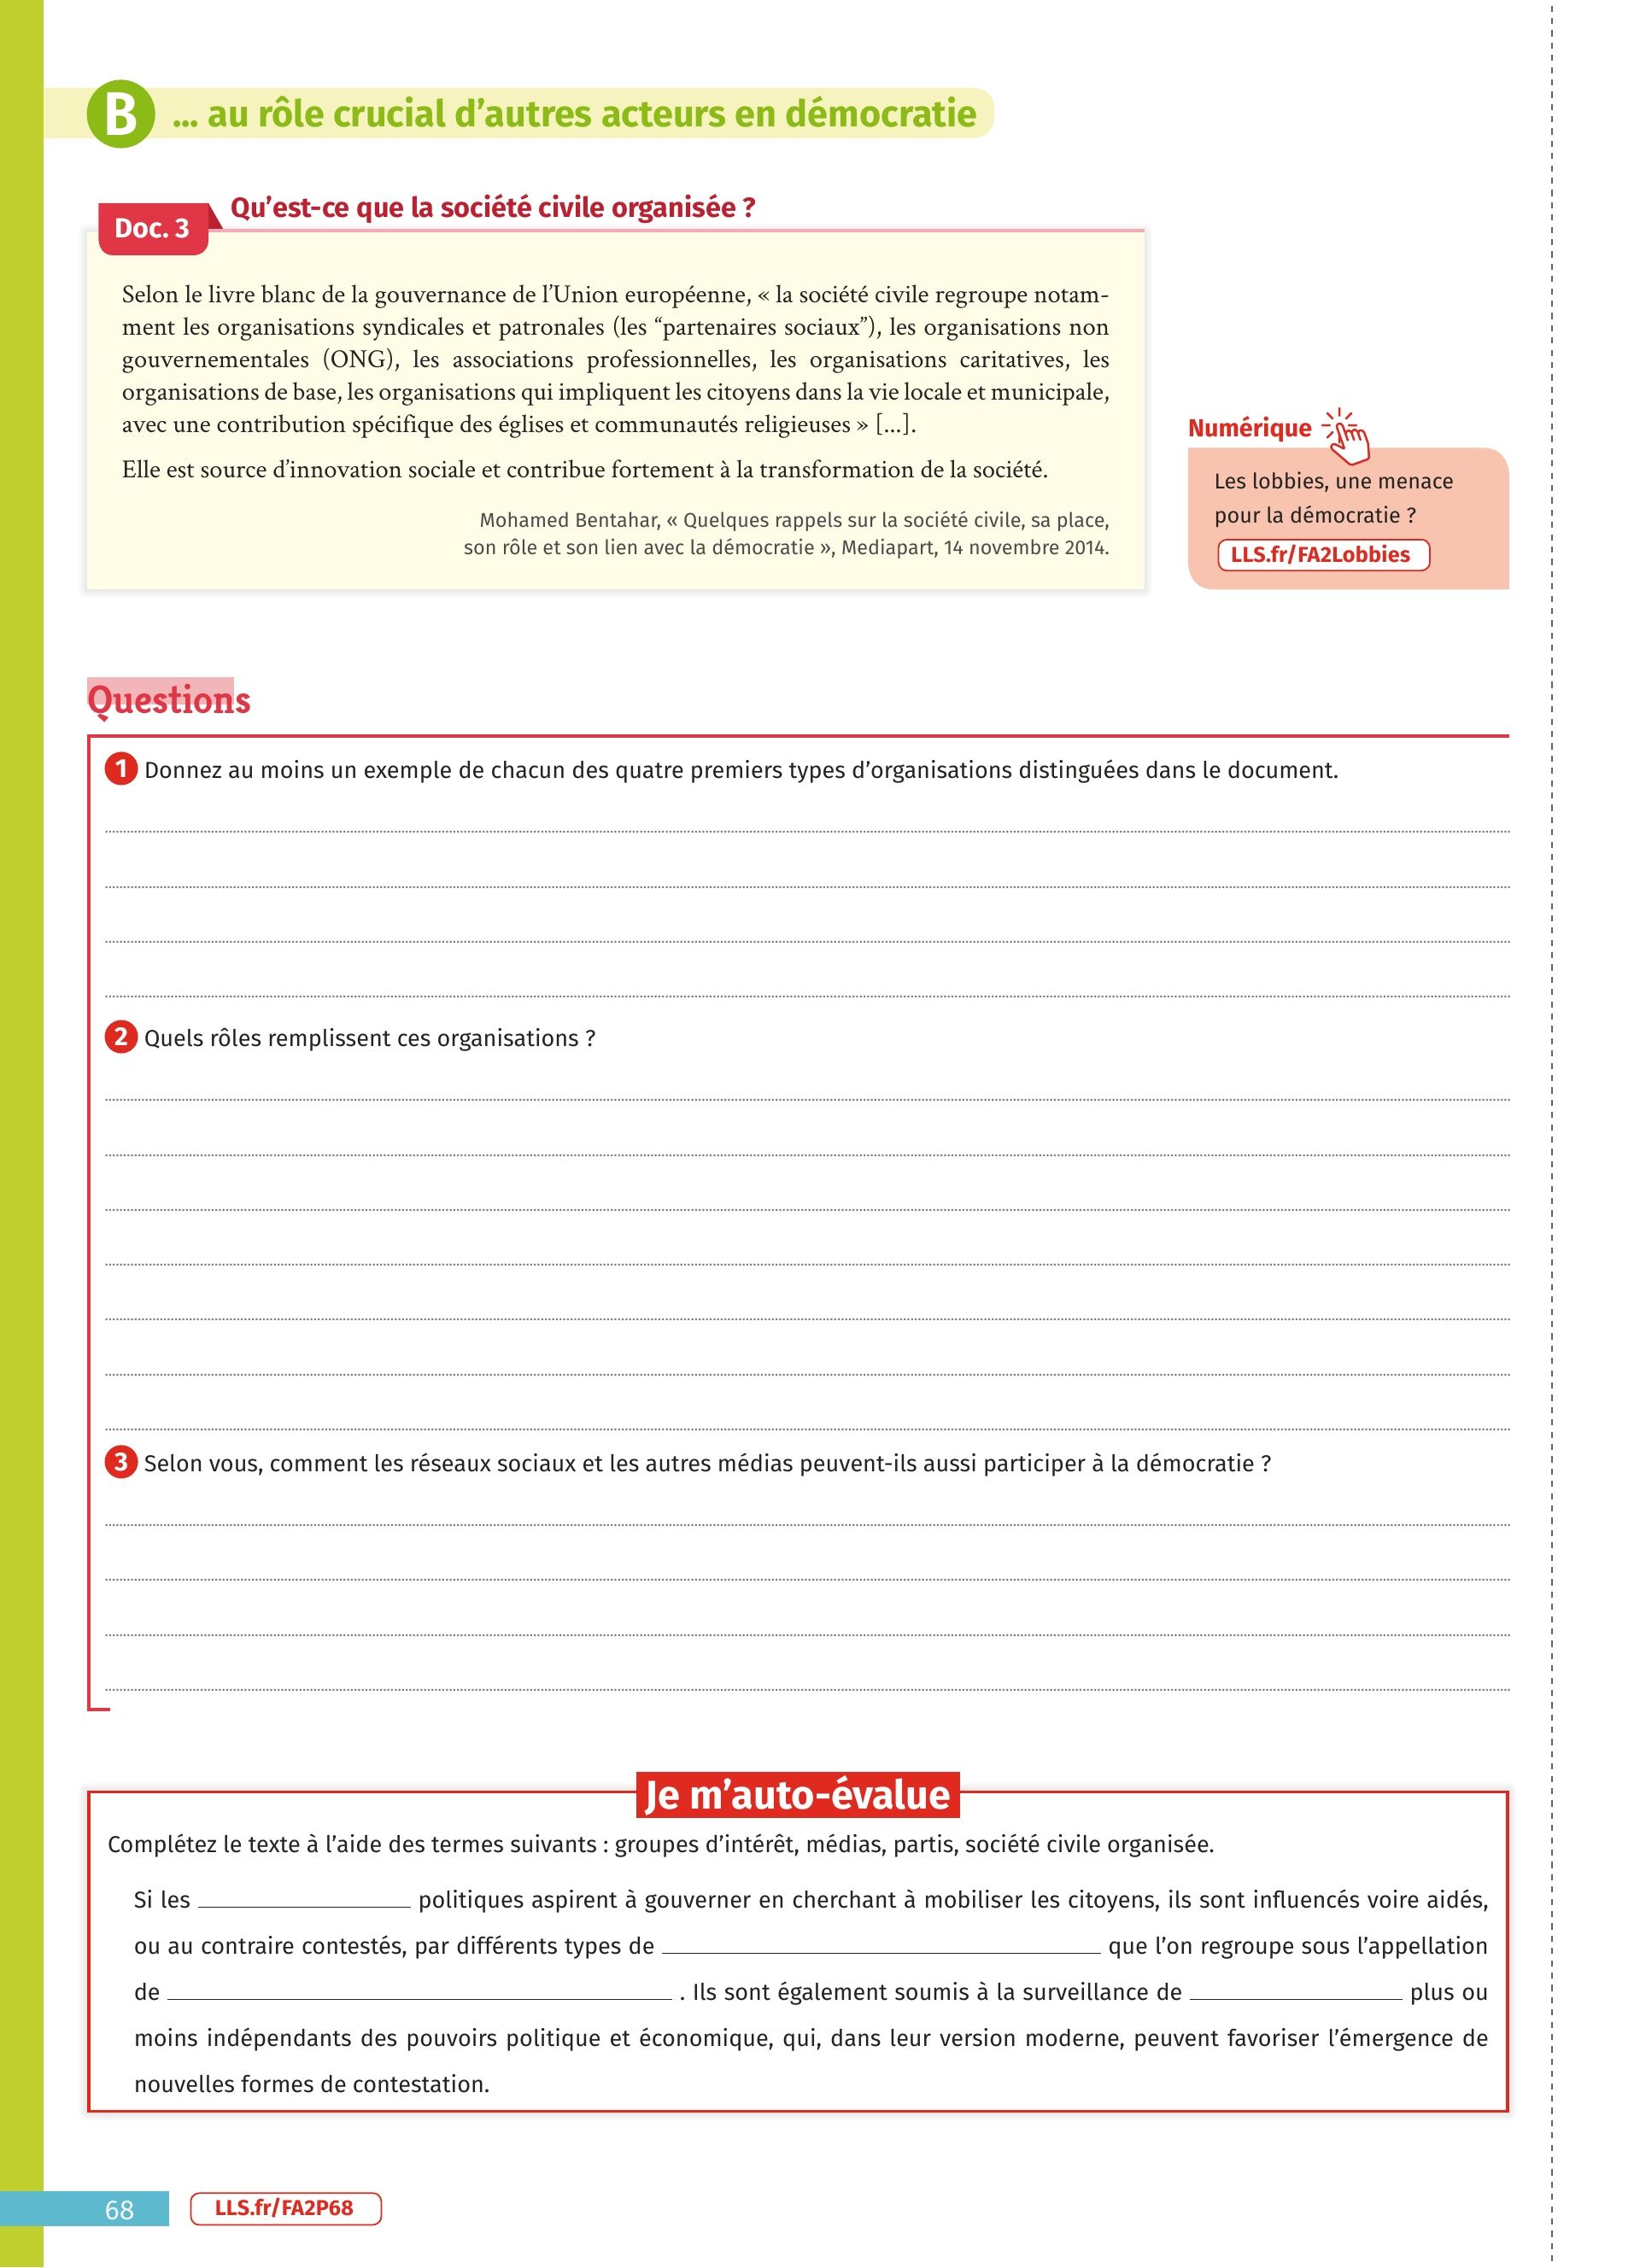 B ... au rôle crucial d’autres acteurs en démocratie
Doc. 3
Qu’est-ce que la société civile organisée ?
Selon le livre blanc de la gouvernance de l’Union européenne, « la société civile regroupe notam-
ment les organisations syndicales et patronales (les “partenaires sociaux”), les organisations non
gouvernementales (ONG), les associations professionnelles, les organisations caritatives, les
organisations de base, les organisations qui impliquent les citoyens dans la vie locale et municipale,
avec une contribution spécifique des églises et communautés religieuses » [...].
Elle est source d’innovation sociale et contribue fortement à la transformation de la société.
Mohamed Bentahar, « Quelques rappels sur la société civile, sa place,
son rôle et son lien avec la démocratie », Mediapart, 14 novembre 2014.
Numérique
Les lobbies, une menace
pour la démocratie ?
LLS.fr/FA2Lobbies
Questions
1 Donnez au moins un exemple de chacun des quatre premiers types d’organisations distinguées dans le document.
2 Quels rôles remplissent ces organisations ?
3 Selon vous, comment les réseaux sociaux et les autres médias peuvent-ils aussi participer à la démocratie ?
Je m’auto-évalue
Complétez le texte à l’aide des termes suivants : groupes d’intérêt, médias, partis, société civile organisée.
Si les ____ politiques aspirent à gouverner en cherchant à mobiliser les citoyens, ils sont influencés voire aidés,
ou au contraire contestés, par différents types de ____ que l’on regroupe sous l’appellation
de ____ . Ils sont également soumis à la surveillance de ____ plus ou
moins indépendants des pouvoirs politique et économique, qui, dans leur version moderne, peuvent favoriser l’émergence de
nouvelles formes de contestation.
68
LLS.fr/FA2P68